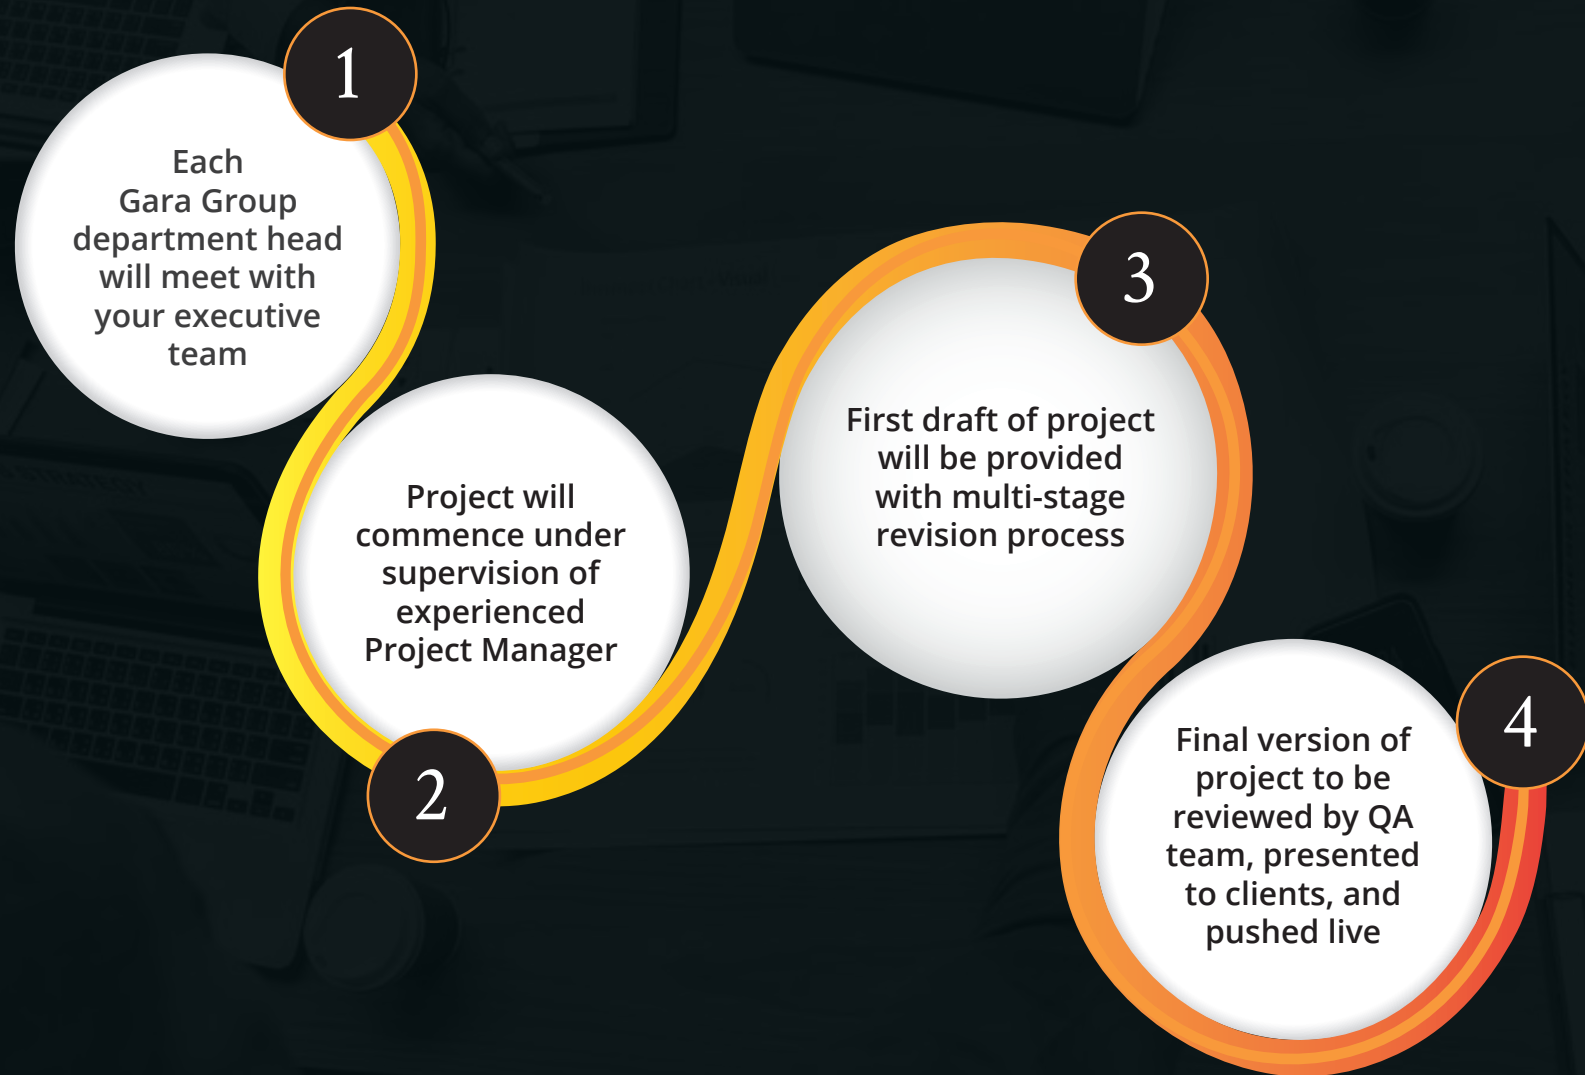 1
Each
Gara Group
department head
will meet with
your executive
team
2
Project will
commence under
supervision of
experienced
Project Manager
3
First draft of project
will be provided
with multi-stage
revision process
4
Final version of
project to be
reviewed by QA
team, presented
to clients, and
pushed live